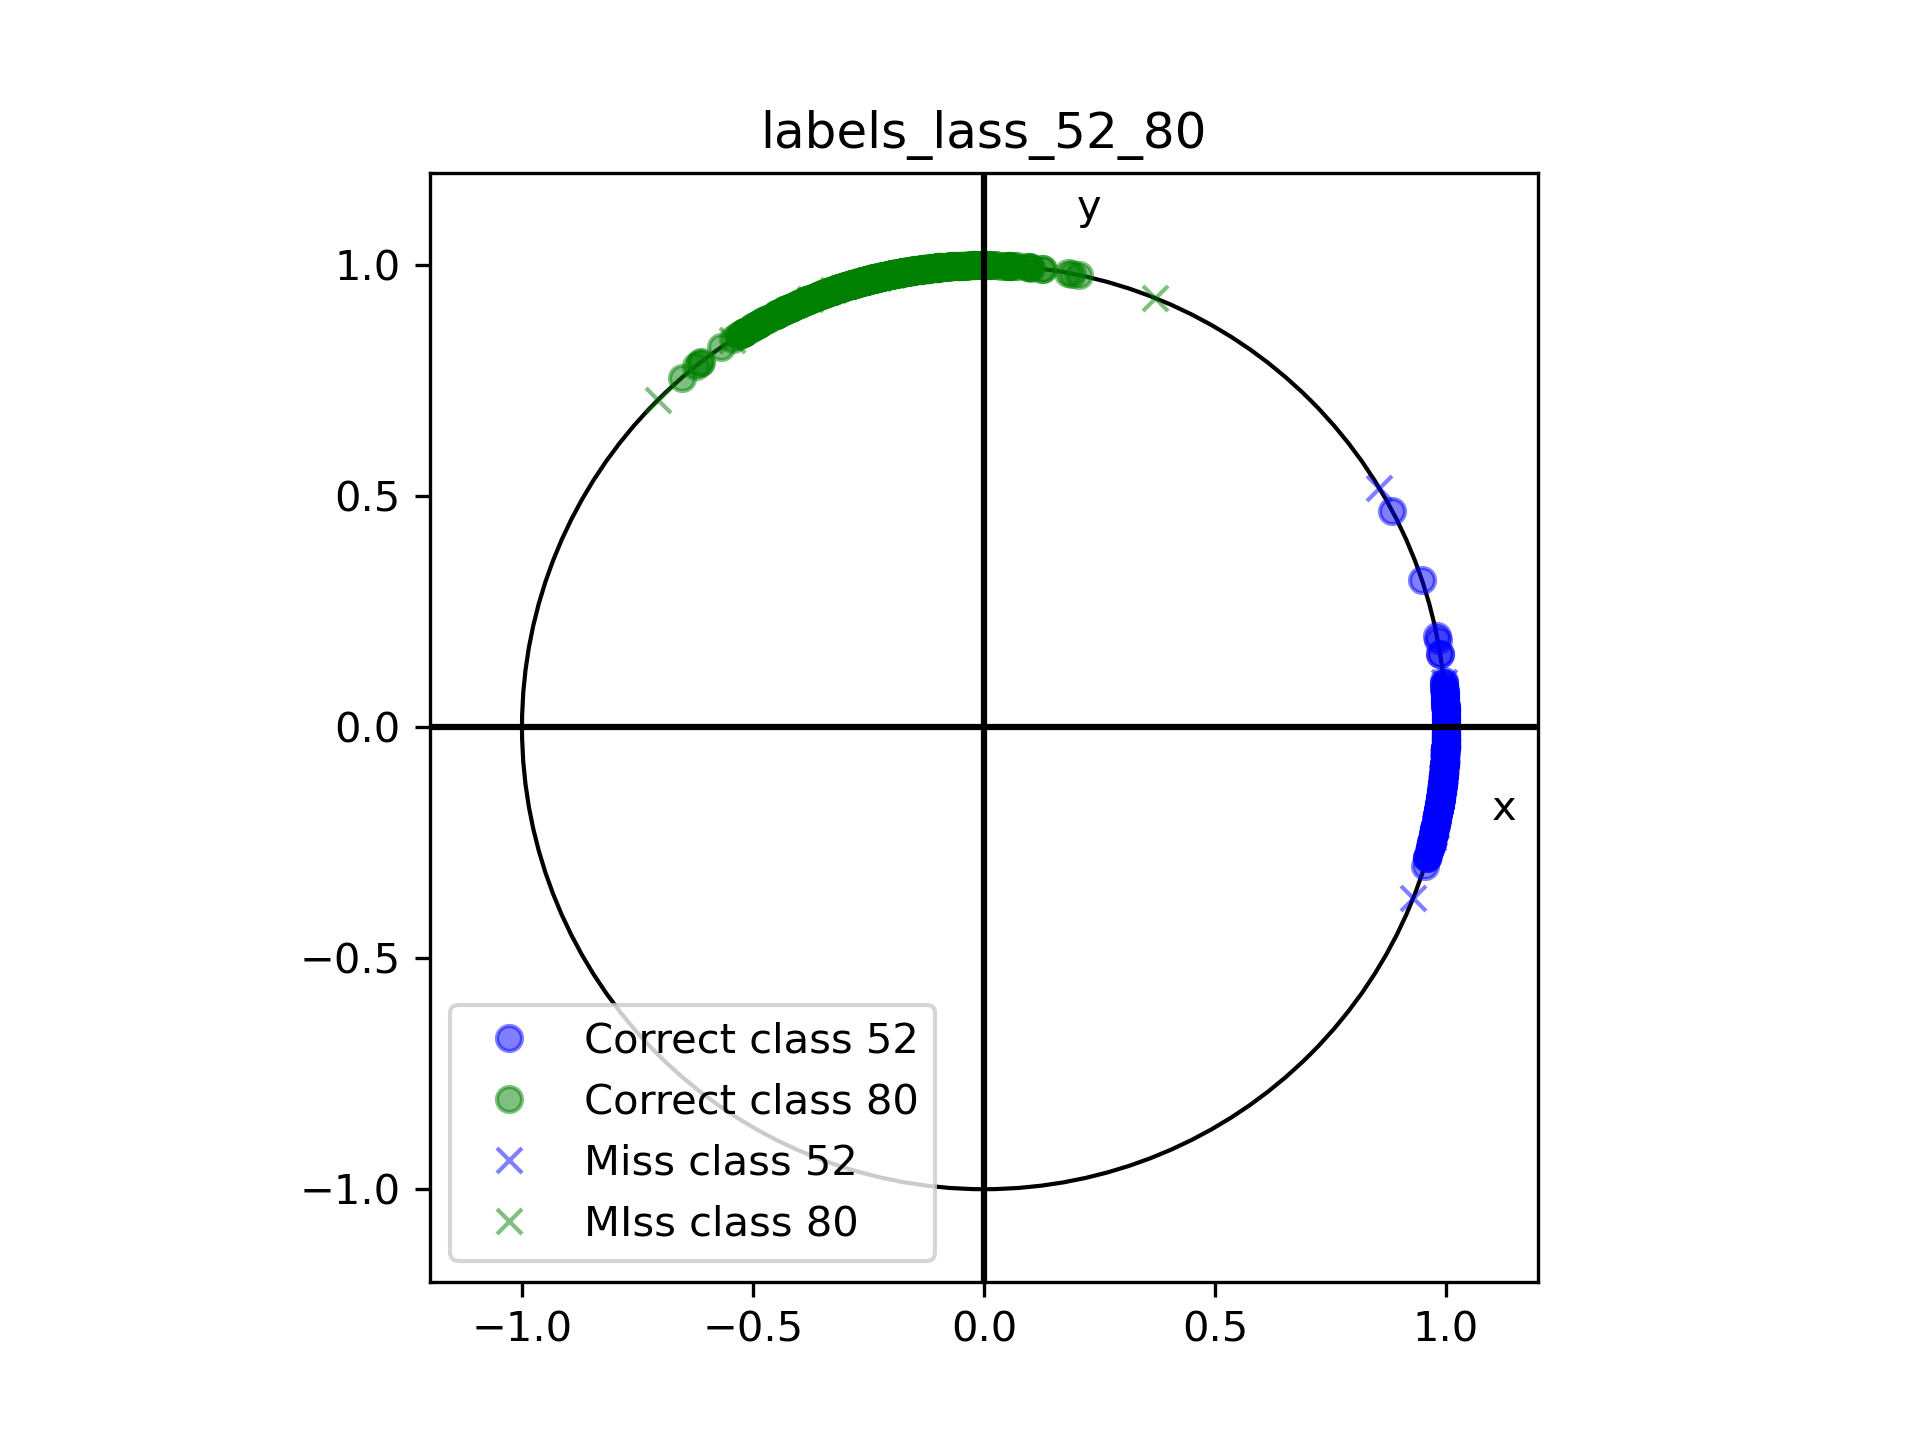 labels_lass_52_80
y
1.0
0.5
0.0
x
−0.5
−1.0
Correct class 52
Correct class 80
Miss class 52
MIss class 80
−1.0 −0.5 0.0 0.5 1.0